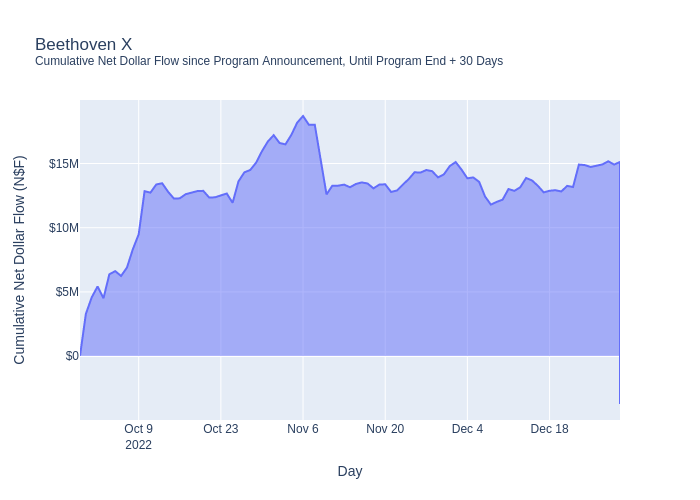 Beethoven X
Cumulative Net Dollar Flow since Program Announcement, Until Program End + 30 Days
Cumulative Net Dollar Flow (N$F)
$15M
$10M
$5M
$0
Oct 9
2022
Oct 23
Nov 6
Nov 20
Dec 4
Dec 18
Day